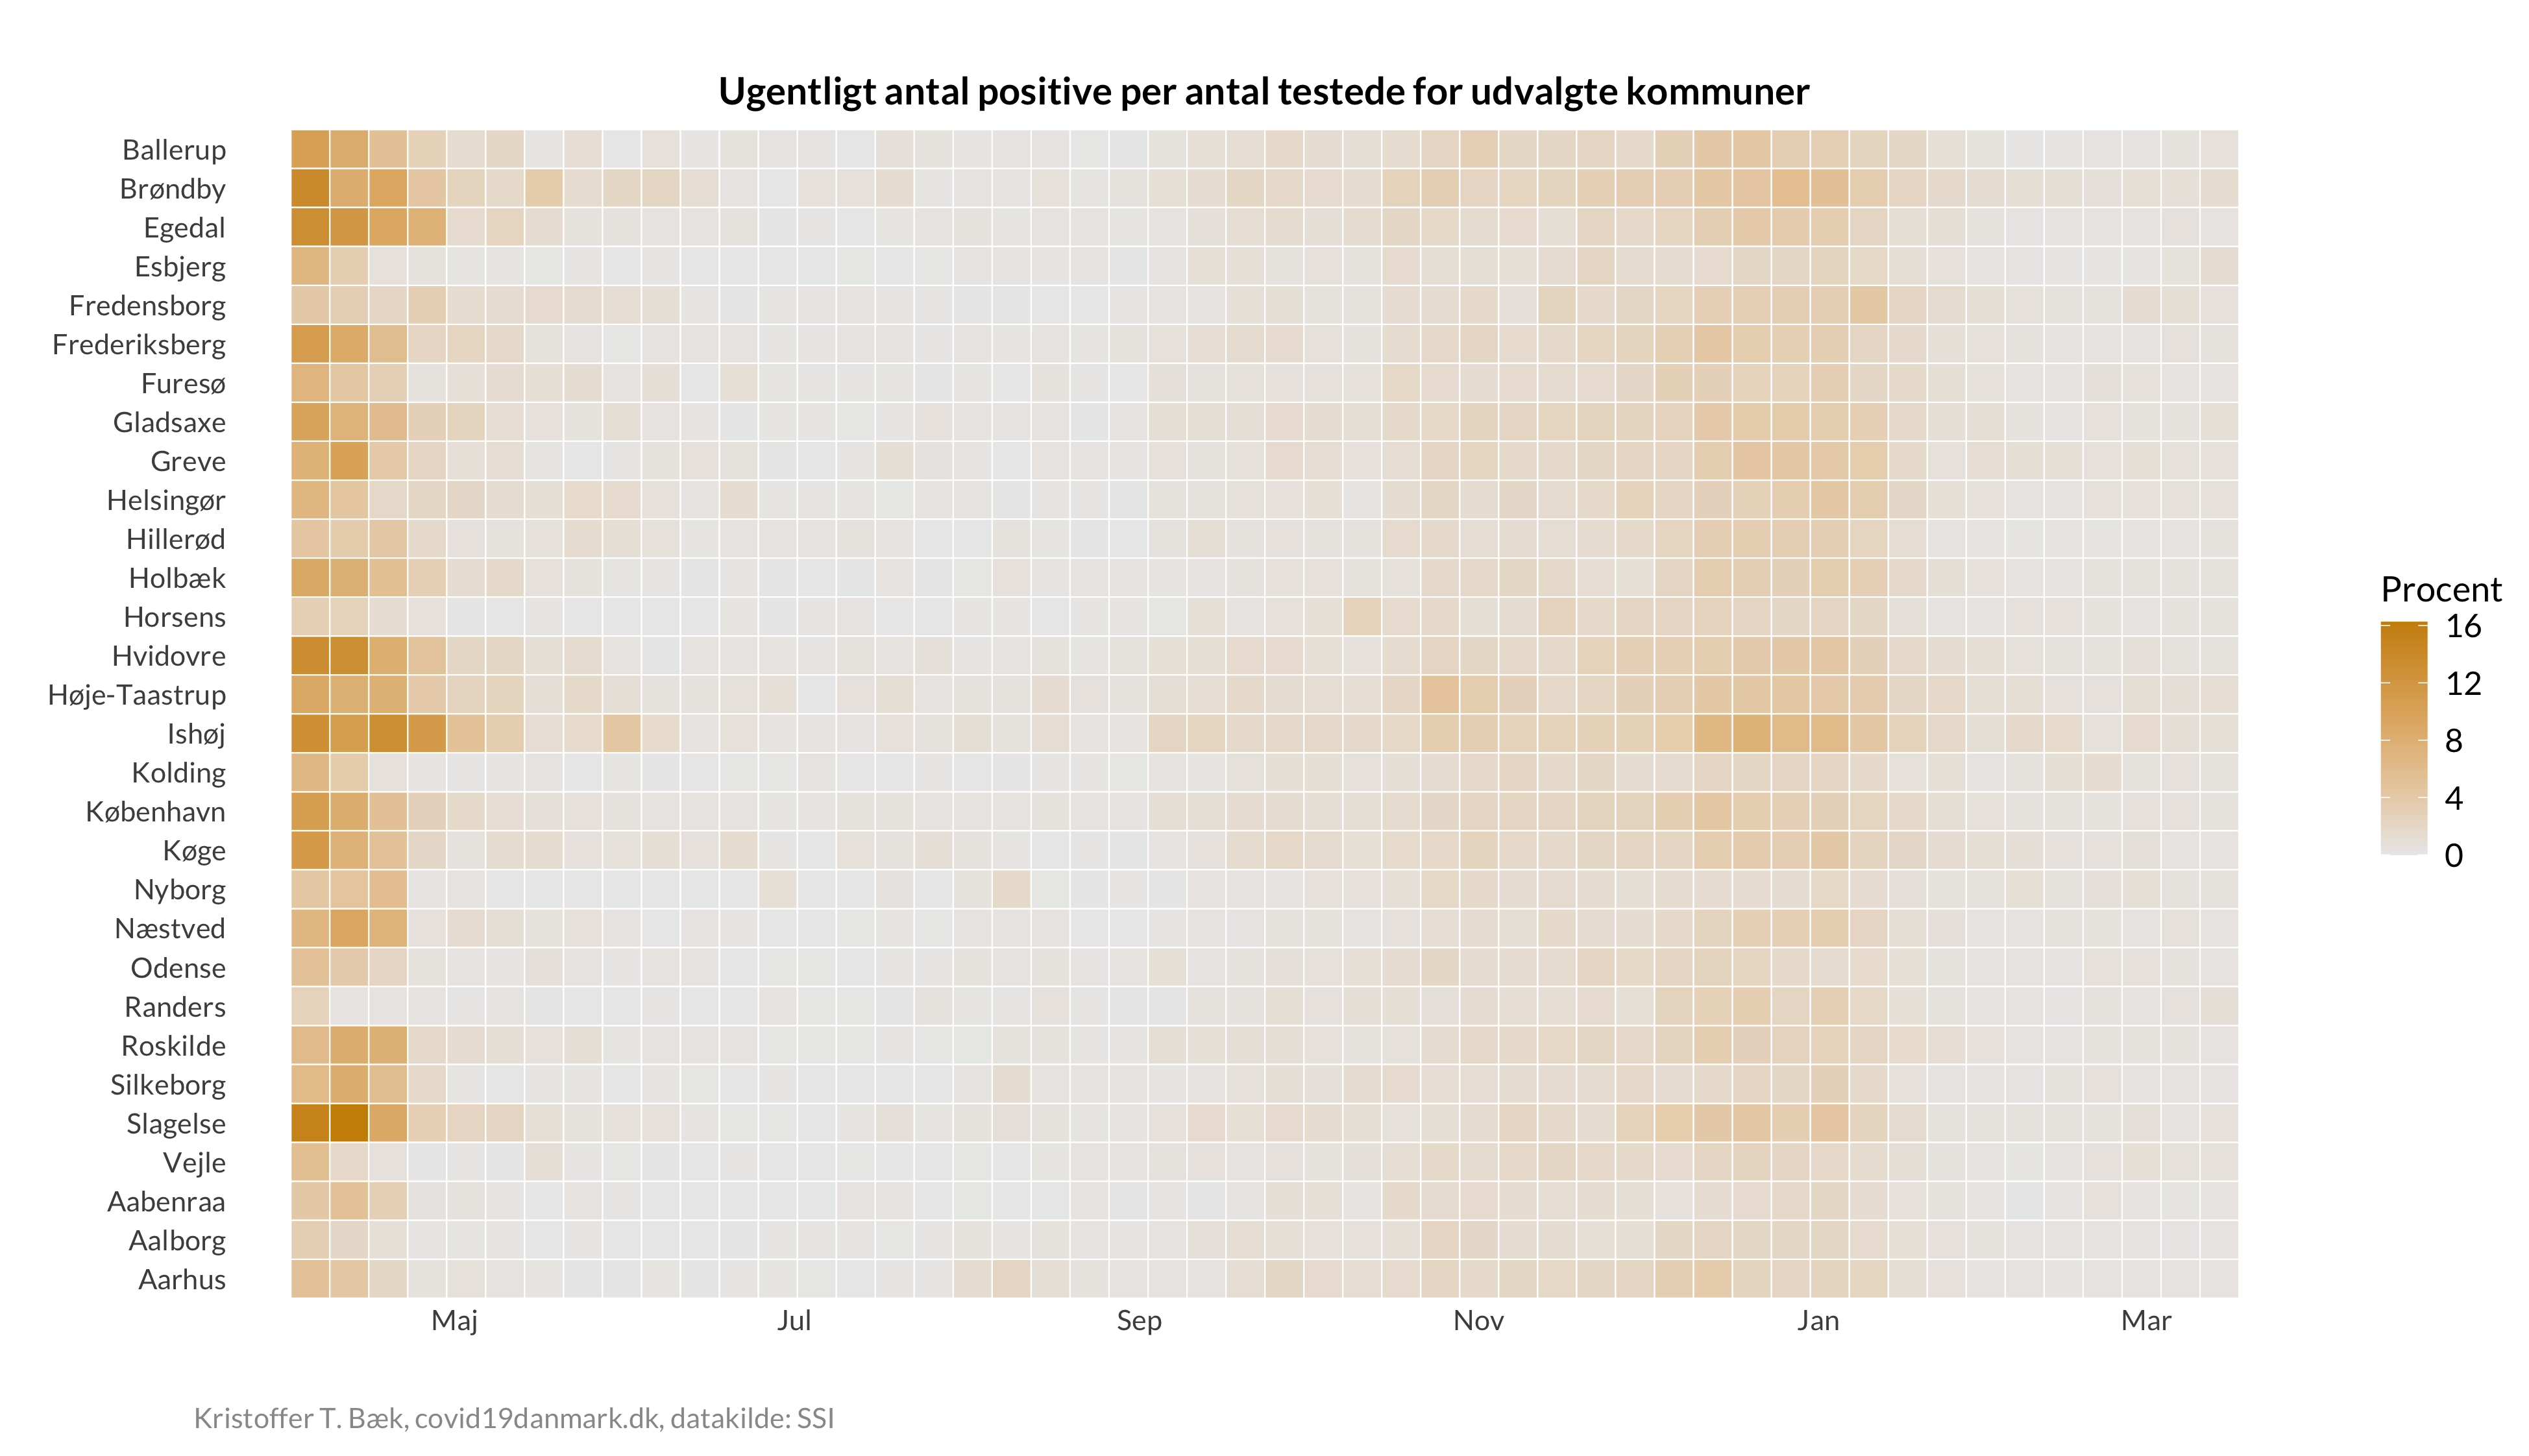 Ugentligt antal positive per antal testede for udvalgte kommuner
Ballerup
Brøndby
Egedal
Esbjerg
Fredensborg
Frederiksberg
Furesø
Gladsaxe
Greve
Helsingør
Hillerød
Holbæk
Horsens
Hvidovre
Høje-Taastrup
Ishøj
Kolding
København
Køge
Nyborg
Næstved
Odense
Randers
Roskilde
Silkeborg
Slagelse
Vejle
Aabenraa
Aalborg
Aarhus
Maj Jul Sep Nov Jan Mar
Procent
16
12
8
4
0
Kristoffer T. Bæk, covid19danmark.dk, datakilde: SSI